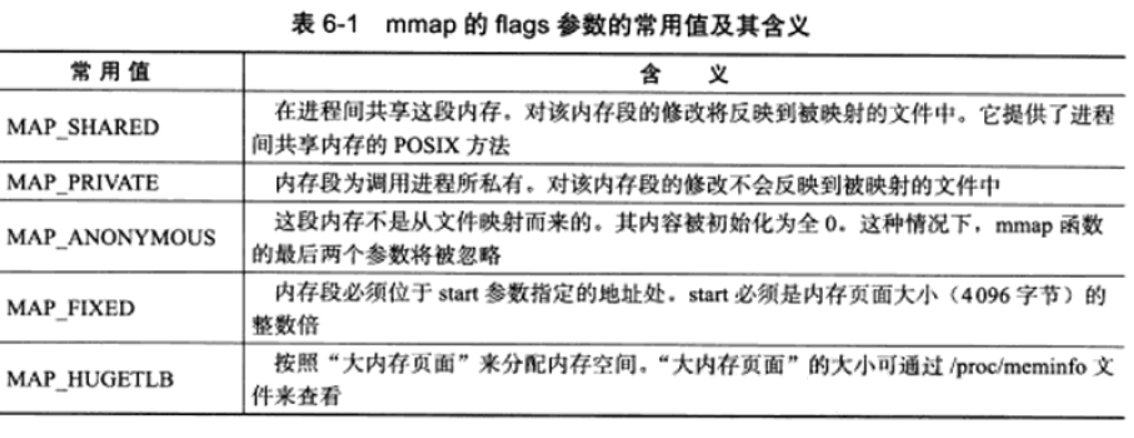 表 6-1 mmap 的 flags 参数的常用值及其含义
常用值 含 义
MAP_SHARED 在进程间共享这段内存。对该内存段的修改将反映到被映射的文件中。它提供了进程
间共享内存的 POSIX 方法
MAP_PRIVATE 内存段为调用进程所私有。对该内存段的修改不会反映到被映射的文件中
MAP_ANONYMOUS 这段内存不是从文件映射而来的。其内容被初始化为全 0。这种情况下，mmap 函数
的最后两个参数将被忽略
MAP_FIXED 内存段必须位于 start 参数指定的地址处。start 必须是内存页面大小（4096 字节）的
整数倍
MAP_HUGETLB 按照“大内存页面”来分配内存空间。“大内存页面”的大小可通过 /proc/meminfo 文
件来查看